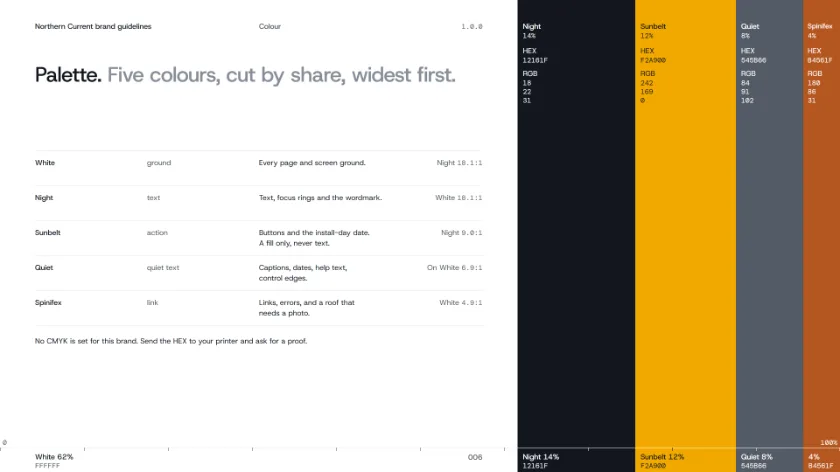 Northern Current brand guidelines
Colour
1.0.0
Palette. Five colours, cut by share, widest first.
White ground Every page and screen ground. Night 18.1:1
Night text Text, focus rings and the wordmark. White 18.1:1
Sunbelt action Buttons and the install-day date. Night 9.0:1
A fill only, never text.
Quiet quiet text Captions, dates, help text, On White 6.9:1
control edges.
Spinifex link Links, errors, and a roof that White 4.9:1
needs a photo.
No CMYK is set for this brand. Send the HEX to your printer and ask for a proof.
Night
14%
HEX
12161F
RGB
18
22
31
Sunbelt
12%
HEX
F2A900
RGB
242
169
0
Quiet
8%
HEX
545B66
RGB
84
91
102
Spinifex
4%
HEX
B4561F
RGB
180
86
31
0
100%
White 62%
FFFFFF
006
Night 14%
12161F
Sunbelt 12%
F2A900
Quiet 8%
545B66
4%
B4561F